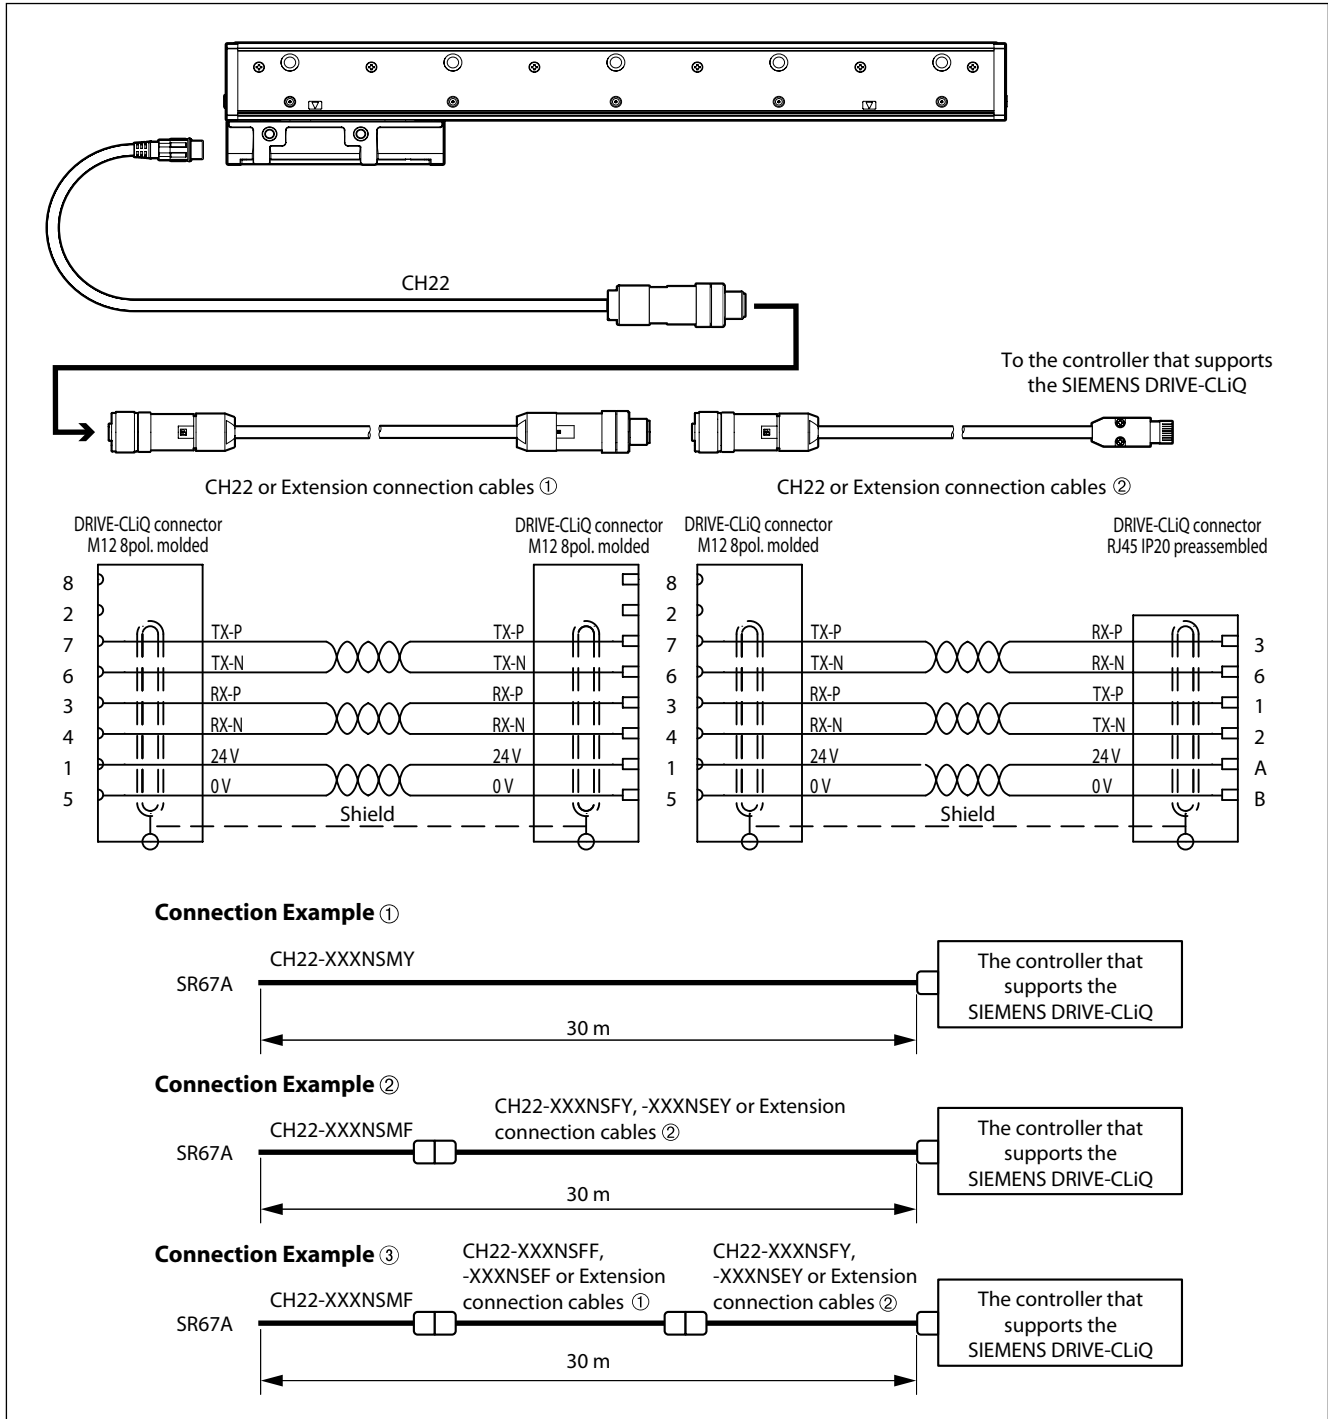 CH22
To the controller that supports
the SIEMENS DRIVE-CLiQ
CH22 or Extension connection cables ①
CH22 or Extension connection cables ②
DRIVE-CLiQ connector
M12 8pol. molded
DRIVE-CLiQ connector
M12 8pol. molded
DRIVE-CLiQ connector
M12 8pol. molded
DRIVE-CLiQ connector
RJ45 IP20 preassembled
8
2
7 TX-P TX-P
6 TX-N TX-N
3 RX-P RX-P
4 RX-N RX-N
1 24 V 24 V
5 0 V 0 V
Shield
8
2
7 TX-P RX-P 3
6 TX-N RX-N 6
3 RX-P TX-P 1
4 RX-N TX-N 2
1 24 V 24 V A
5 0 V 0 V B
Shield
Connection Example ①
SR67A
CH22-XXXNSMY
30 m
The controller that
supports the
SIEMENS DRIVE-CLiQ
Connection Example ②
SR67A
CH22-XXXNSMF
CH22-XXXNSFY, -XXXNSEY or Extension
connection cables ②
30 m
The controller that
supports the
SIEMENS DRIVE-CLiQ
Connection Example ③
SR67A
CH22-XXXNSMF
CH22-XXXNSFF,
-XXXNSEF or Extension
connection cables ①
CH22-XXXNSFY,
-XXXNSEY or Extension
connection cables ②
30 m
The controller that
supports the
SIEMENS DRIVE-CLiQ